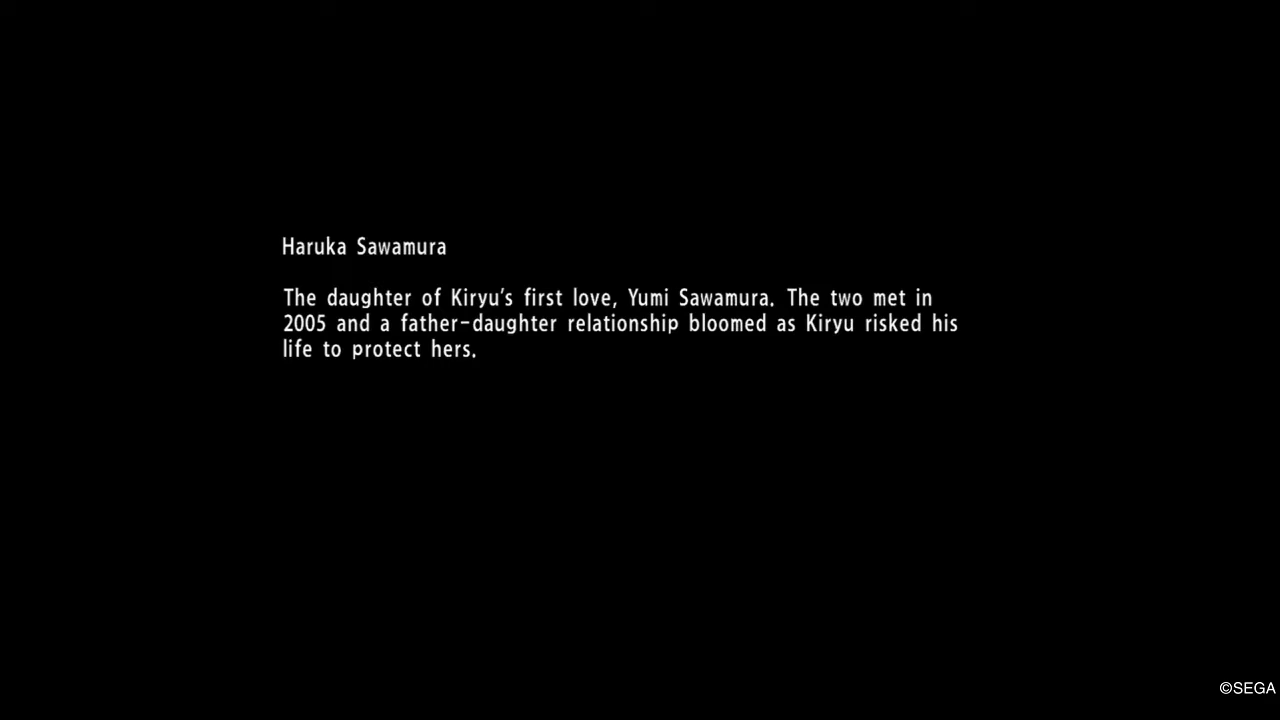 Haruka Sawamura
The daughter of Kiryu's first love, Yumi Sawamura. The two met in
2005 and a father-daughter relationship bloomed as Kiryu risked his
life to protect hers.
©SEGA